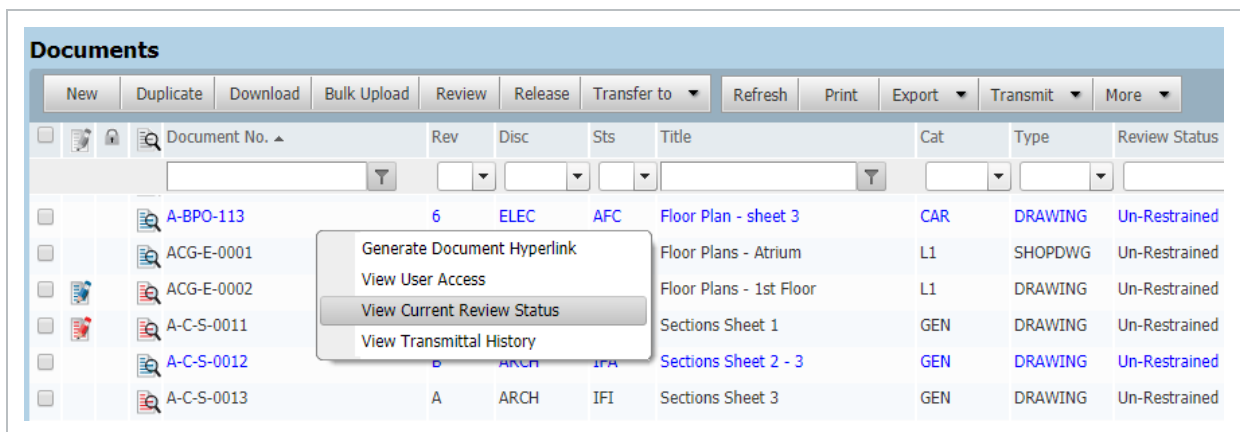 Documents
New Duplicate Download Bulk Upload Review Release Transfer to Refresh Print Export Transmit More
Document No. Rev Disc Sts Title Cat Type Review Status
A-BPO-113 6 ELEC AFC Floor Plan - sheet 3 CAR DRAWING Un-Restrained
ACG-E-0001 Generate Document Hyperlink Floor Plans - Atrium L1 SHOPDWG Un-Restrained
View User Access
ACG-E-0002 View Current Review Status Floor Plans - 1st Floor L1 DRAWING Un-Restrained
A-C-S-0011 View Transmittal History Sections Sheet 1 GEN DRAWING Un-Restrained
A-C-S-0012 B ARCH IFA Sections Sheet 2 - 3 GEN DRAWING Un-Restrained
A-C-S-0013 A ARCH IFI Sections Sheet 3 GEN DRAWING Un-Restrained